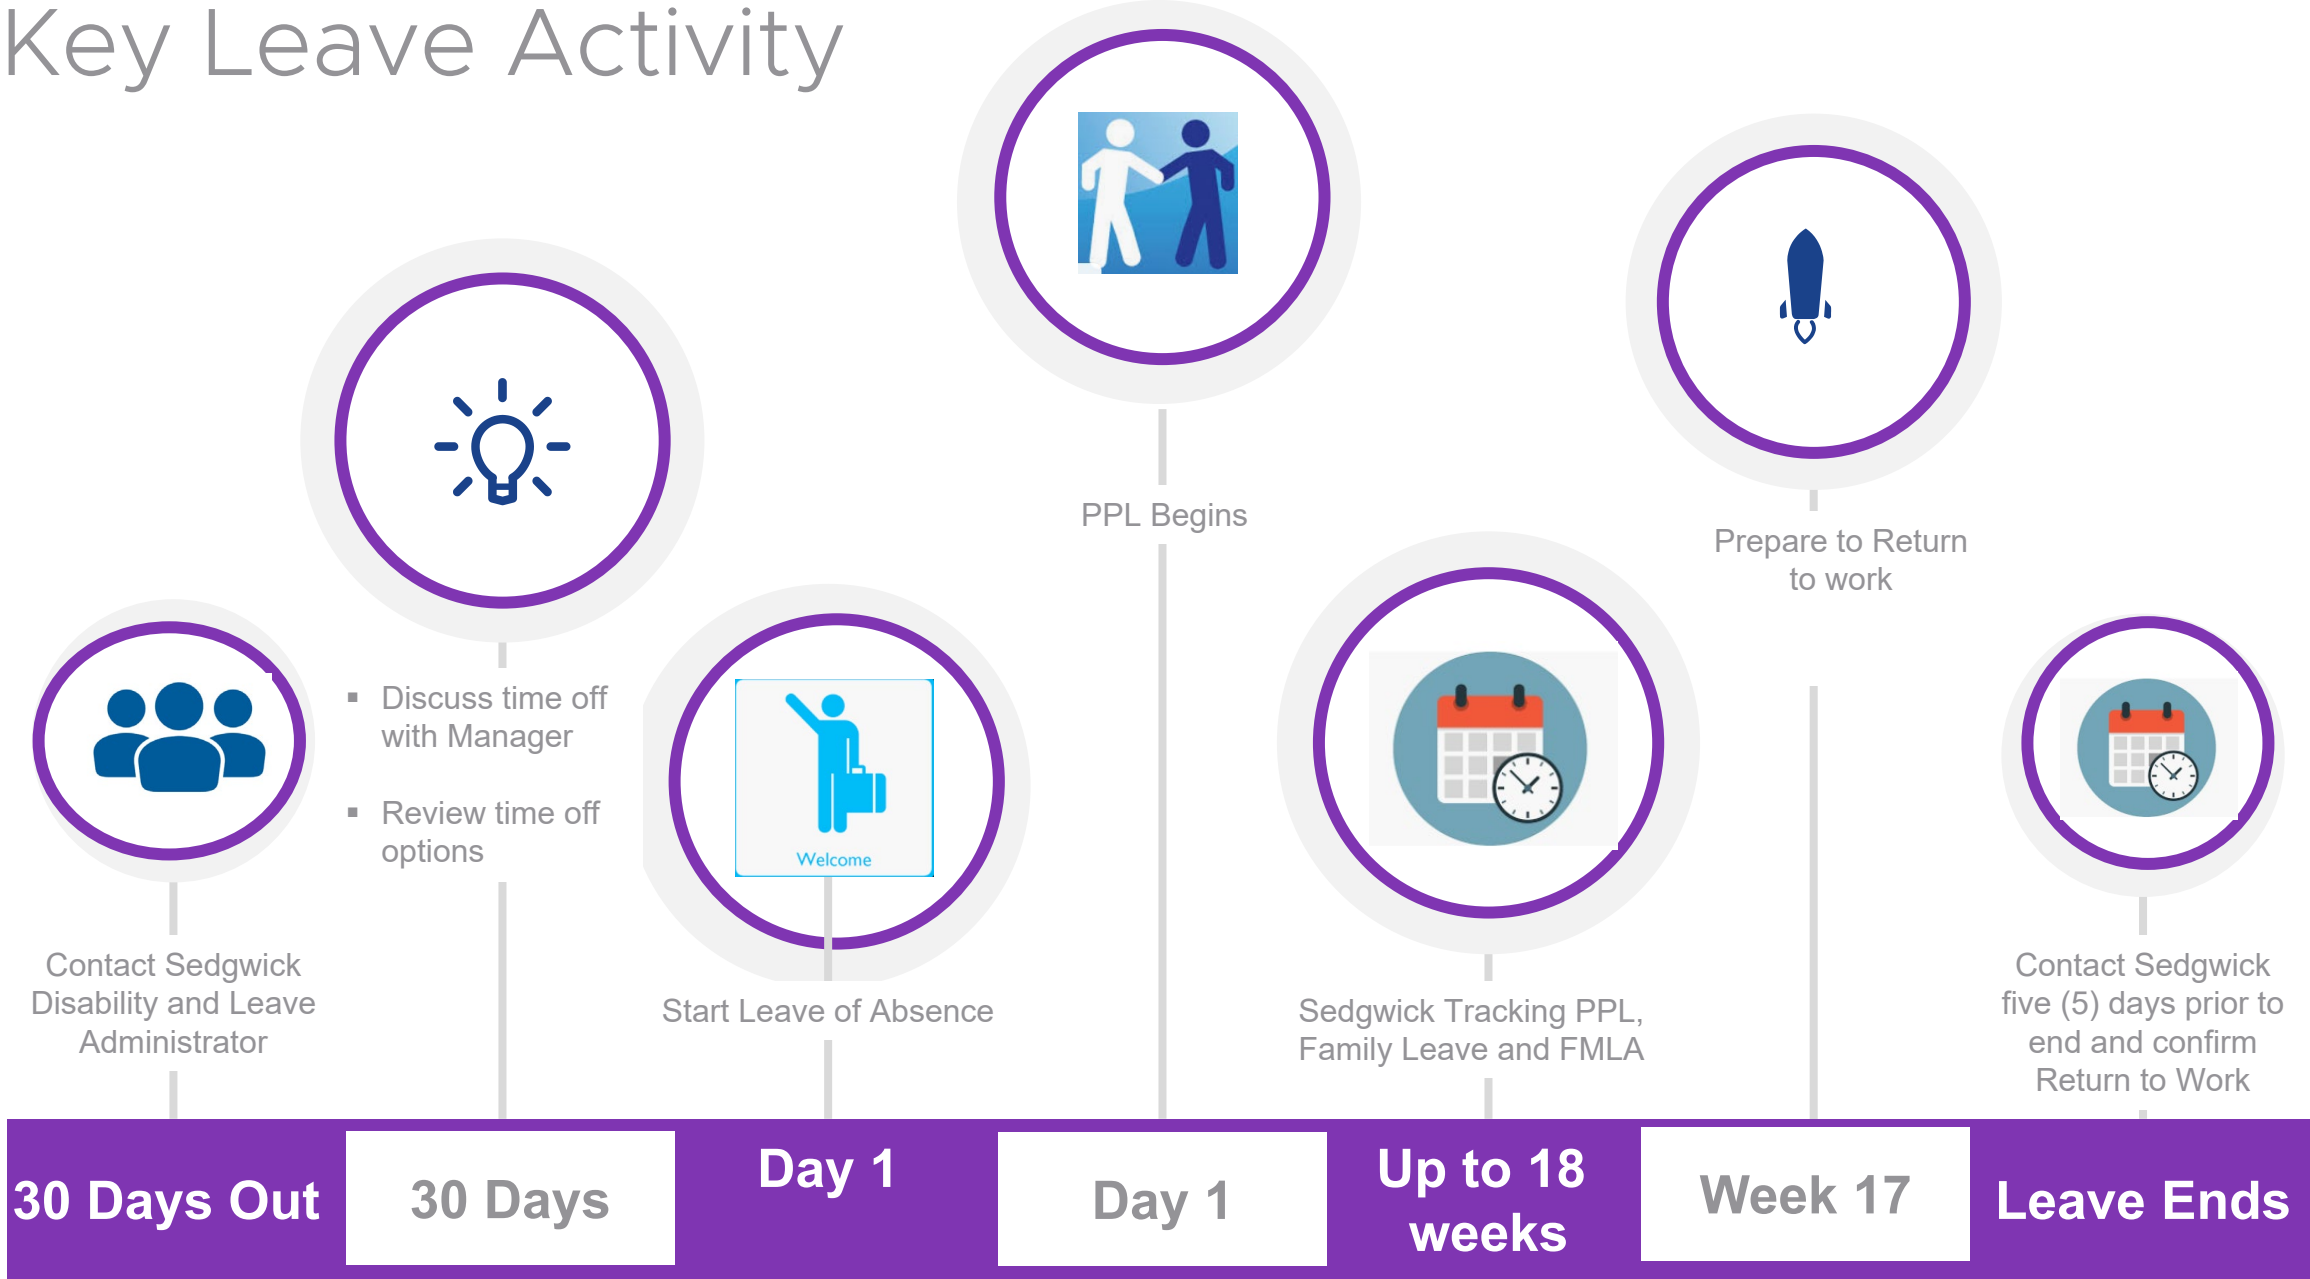 Key Leave Activity
Contact Sedgwick
Disability and Leave
Administrator
30 Days Out
▪ Discuss time off
with Manager
▪ Review time off
options
30 Days
Welcome
Start Leave of Absence
Day 1
PPL Begins
Day 1
Sedgwick Tracking PPL,
Family Leave and FMLA
Up to 18
weeks
Prepare to Return
to work
Week 17
Contact Sedgwick
five (5) days prior to
end and confirm
Return to Work
Leave Ends